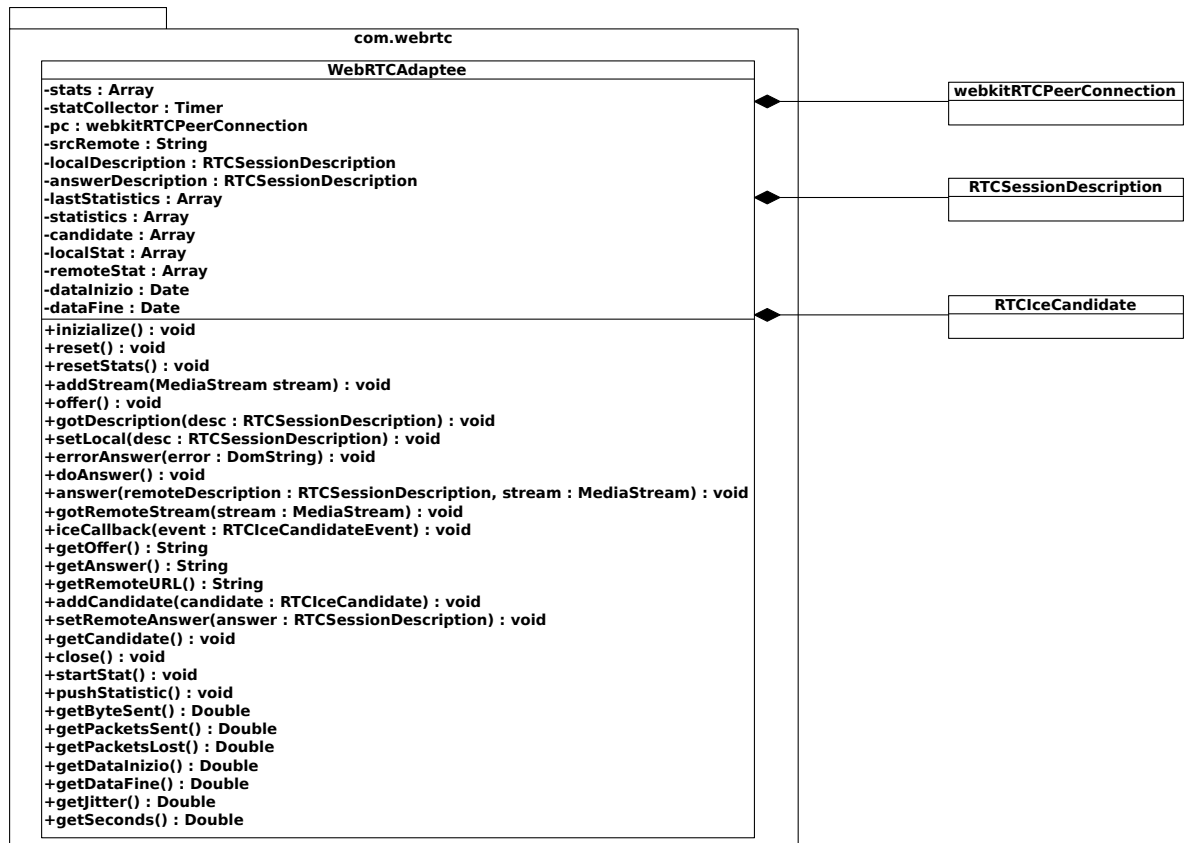 com.webrtc
WebRTCAdaptee
-stats : Array
-statCollector : Timer
-pc : webkitRTCPeerConnection
-srcRemote : String
-localDescription : RTCSessionDescription
-answerDescription : RTCSessionDescription
-lastStatistics : Array
-statistics : Array
-candidate : Array
-localStat : Array
-remoteStat : Array
-dataInizio : Date
-dataFine : Date
+inizialize() : void
+reset() : void
+resetStats() : void
+addStream(MediaStream stream) : void
+offer() : void
+gotDescription(desc : RTCSessionDescription) : void
+setLocal(desc : RTCSessionDescription) : void
+errorAnswer(error : DomString) : void
+doAnswer() : void
+answer(remoteDescription : RTCSessionDescription, stream : MediaStream) : void
+gotRemoteStream(stream : MediaStream) : void
+iceCallback(event : RTCIceCandidateEvent) : void
+getOffer() : String
+getAnswer() : String
+getRemoteURL() : String
+addCandidate(candidate : RTCIceCandidate) : void
+setRemoteAnswer(answer : RTCSessionDescription) : void
+getCandidate() : void
+close() : void
+startStat() : void
+pushStatistic() : void
+getByteSent() : Double
+getPacketsSent() : Double
+getPacketsLost() : Double
+getDataInizio() : Double
+getDataFine() : Double
+getJitter() : Double
+getSeconds() : Double
webkitRTCPeerConnection
RTCSessionDescription
RTCIceCandidate